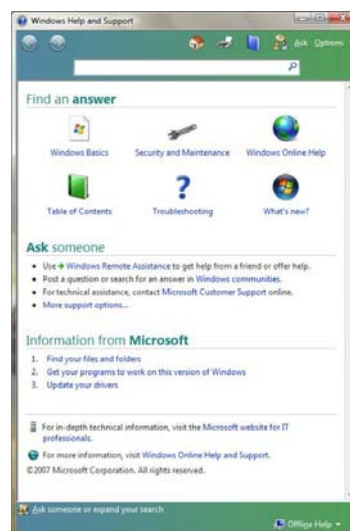 Windows Help and Support
Ask Options
Find an answer
Windows Basics
Security and Maintenance
Windows Online Help
Table of Contents
Troubleshooting
What's new?
Ask someone
Use Windows Remote Assistance to get help from a friend or offer help.
Post a question or search for an answer in Windows communities.
For technical assistance, contact Microsoft Customer Support online.
More support options...
Information from Microsoft
1. Find your files and folders
2. Get your programs to work on this version of Windows
3. Update your drivers
For in-depth technical information, visit the Microsoft website for IT
professionals.
For more information, visit Windows Online Help and Support.
©2007 Microsoft Corporation. All rights reserved.
Ask someone or expand your search
Offline Help